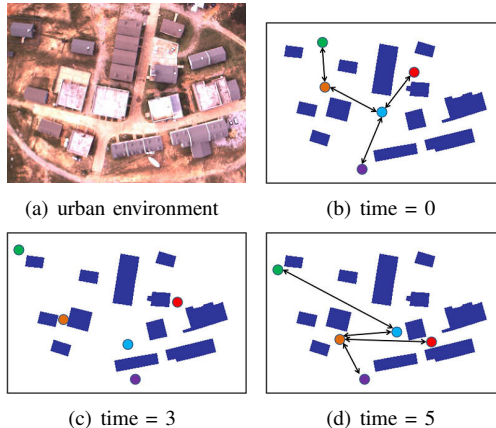 (a) urban environment
(b) time = 0
(c) time = 3
(d) time = 5